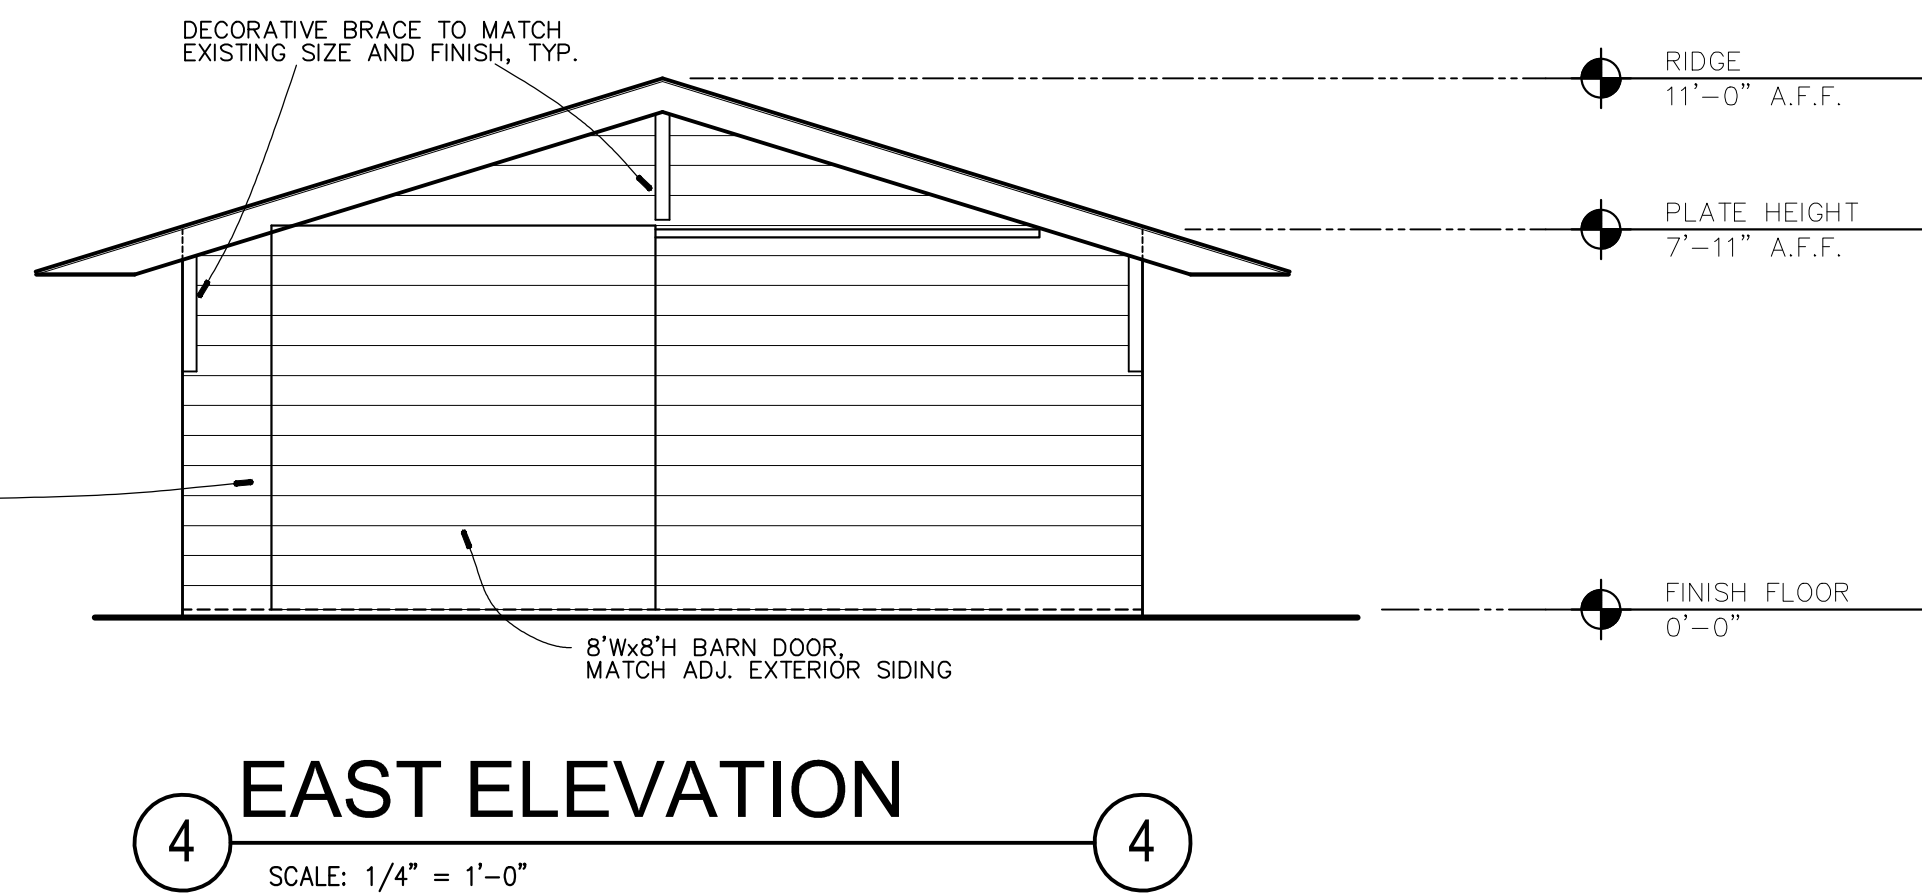 DECORATIVE BRACE TO MATCH
EXISTING SIZE AND FINISH, TYP.
RIDGE
11'-0" A.F.F.
PLATE HEIGHT
7'-11" A.F.F.
FINISH FLOOR
0'-0"
8'Wx8'H BARN DOOR,
MATCH ADJ. EXTERIOR SIDING
EAST ELEVATION
4
4
SCALE: 1/4" = 1'-0"